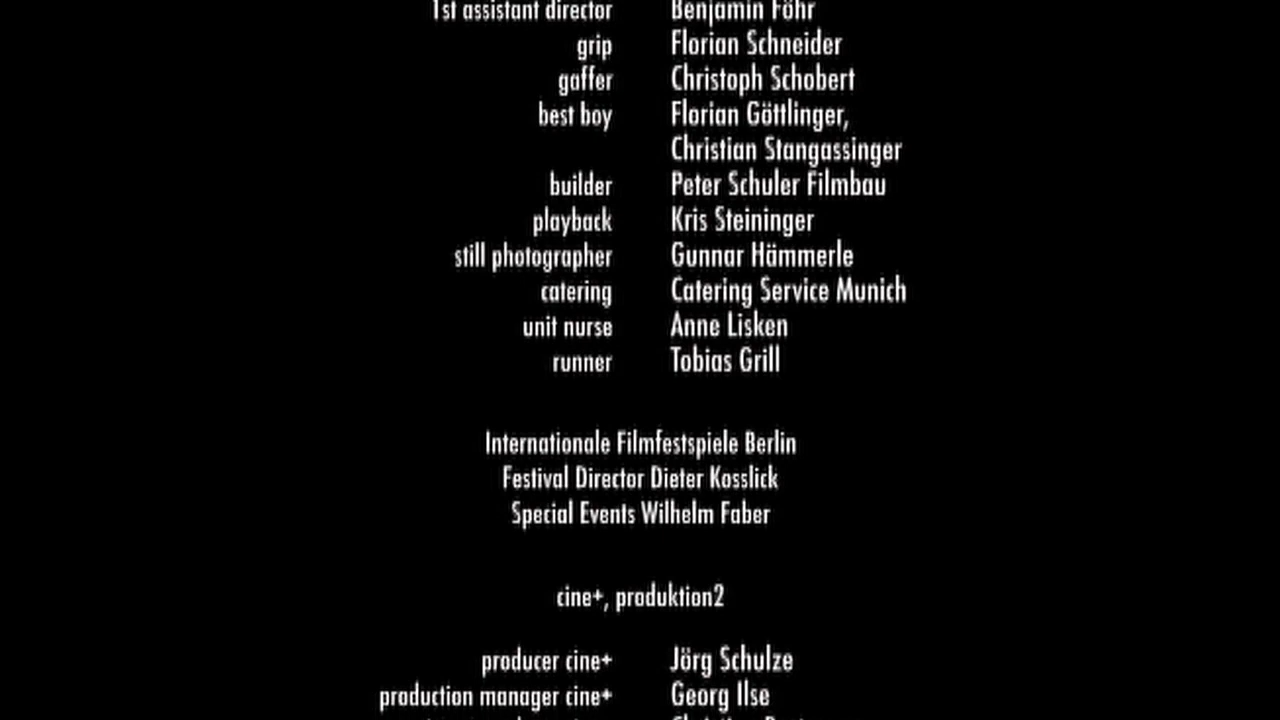 1st assistant director Benjamin Föhr
grip Florian Schneider
gaffer Christoph Schobert
best boy Florian Göttlinger,
Christian Stangassinger
builder Peter Schuler Filmbau
playback Kris Steininger
still photographer Gunnar Hämmerle
catering Catering Service Munich
unit nurse Anne Lisken
runner Tobias Grill
Internationale Filmfestspiele Berlin
Festival Director Dieter Kosslick
Special Events Wilhelm Faber
cine+, produktion2
producer cine+ Jörg Schulze
production manager cine+ Georg Ilse